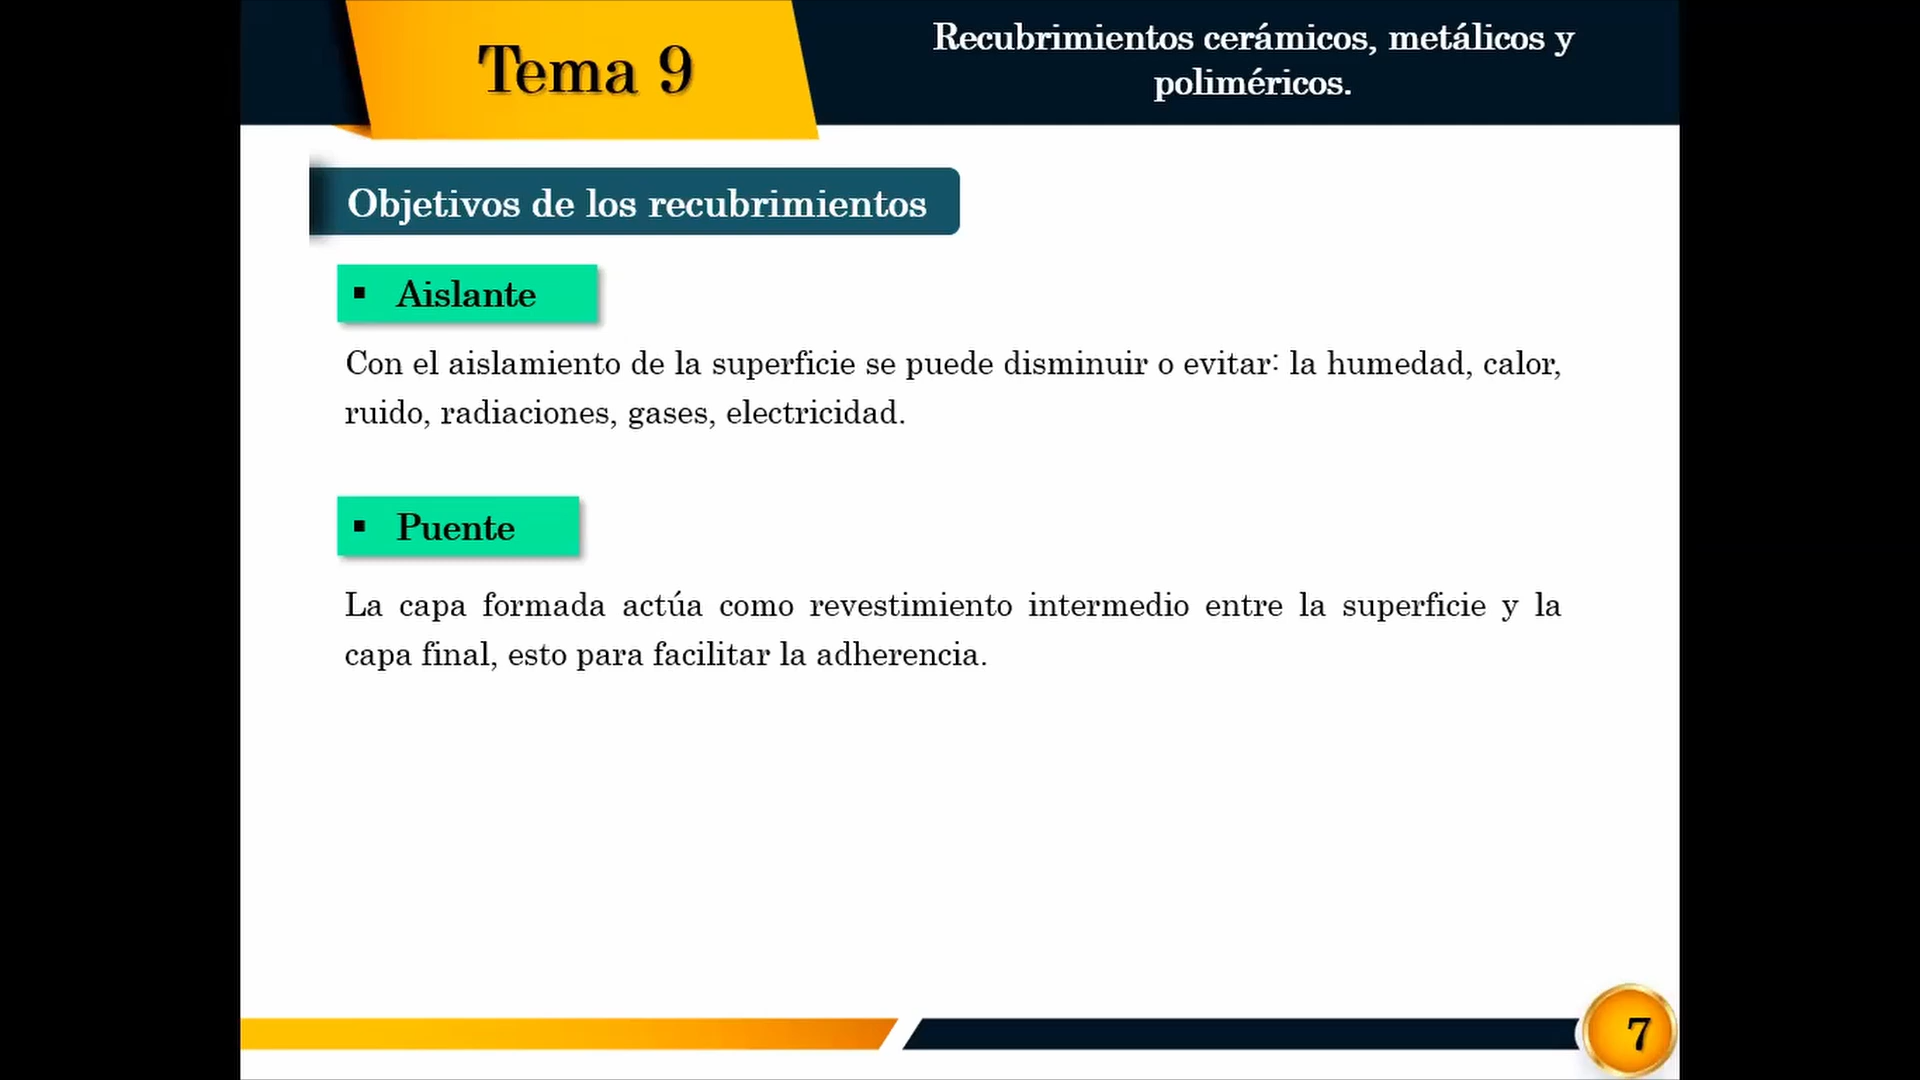 Tema 9
Recubrimientos cerámicos, metálicos y
poliméricos.
Objetivos de los recubrimientos
▪ Aislante
Con el aislamiento de la superficie se puede disminuir o evitar: la humedad, calor,
ruido, radiaciones, gases, electricidad.
▪ Puente
La capa formada actúa como revestimiento intermedio entre la superficie y la
capa final, esto para facilitar la adherencia.
7